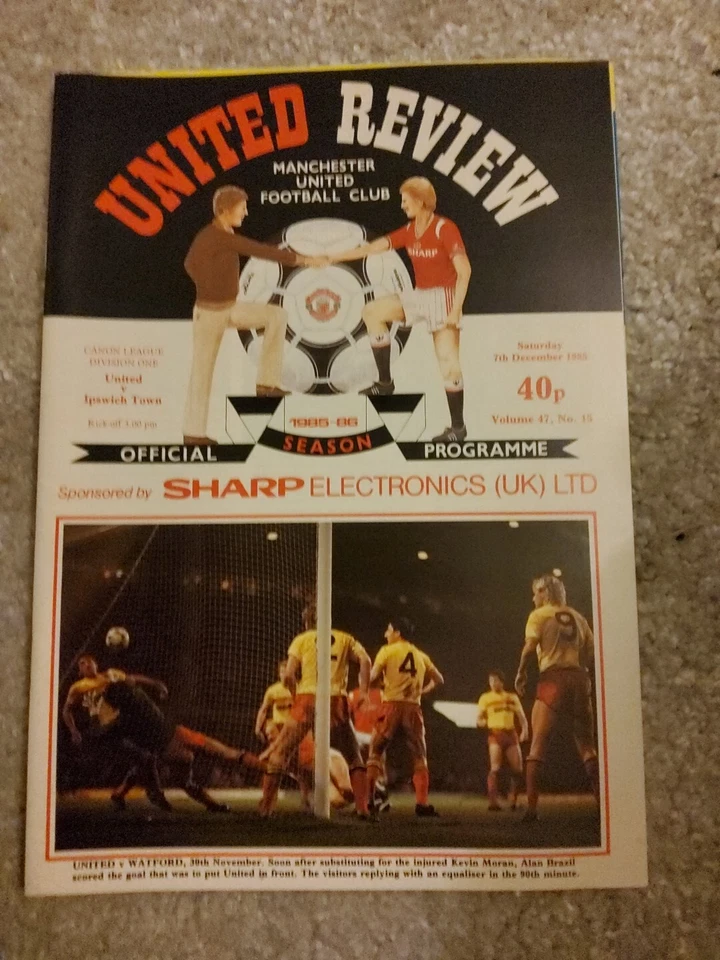 UNITED REVIEW
MANCHESTER
UNITED
FOOTBALL CLUB
SHARP
CANON LEAGUE
DIVISION ONE
United
v
Ipswich Town
Kick-off 3.00 pm
Saturday
7th December 1985
40p
Volume 47, No. 15
1985-86
OFFICIAL SEASON PROGRAMME
Sponsored by SHARP ELECTRONICS (UK) LTD
2
4
9
UNITED v WATFORD, 30th November. Soon after substituting for the injured Kevin Moran, Alan Brazil
scored the goal that was to put United in front. The visitors replying with an equaliser in the 90th minute.